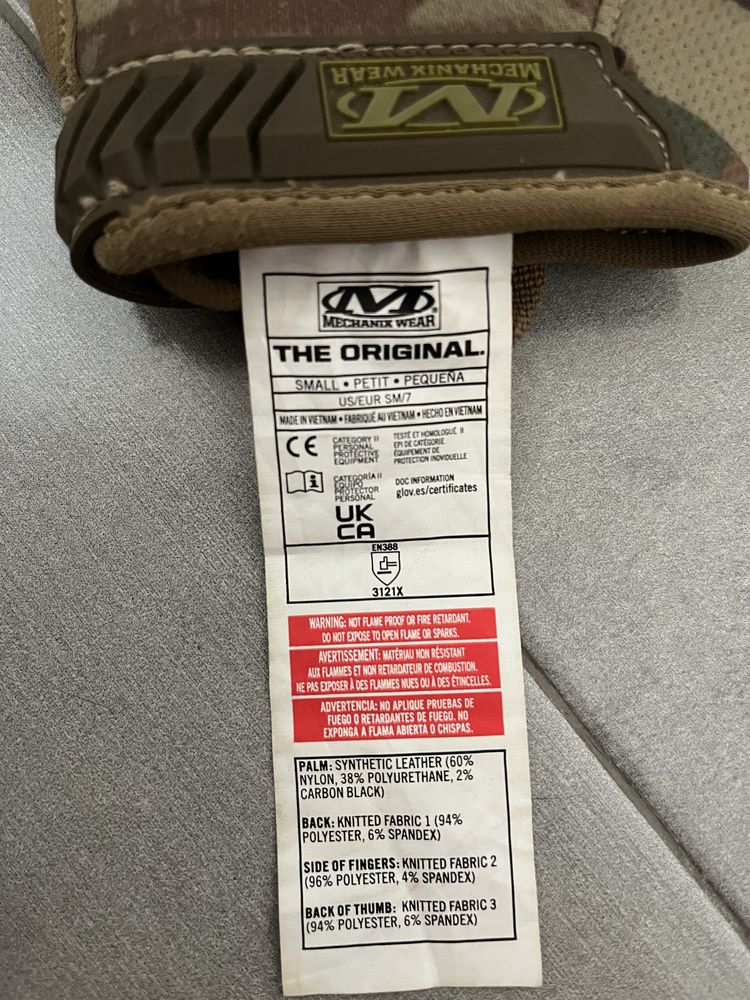 MECHANIX WEAR
MECHANIX WEAR
THE ORIGINAL.
SMALL • PETIT • PEQUEÑA
US/EUR SM/7
MADE IN VIETNAM • FABRIQUÉ AU VIETNAM • HECHO EN VIETNAM
CE
CATEGORY II
PERSONAL
PROTECTIVE
EQUIPMENT
TESTÉ ET HOMOLOGUÉ II
EPI DE CATÉGORIE
ÉQUIPEMENT DE
PROTECTION INDIVIDUELLE
CATEGORÍA II
EQUIPO
PROTECTOR
PERSONAL
DOC INFORMATION
glov.es/certificates
UK
CA
EN388
3121X
WARNING: NOT FLAME PROOF OR FIRE RETARDANT.
DO NOT EXPOSE TO OPEN FLAME OR SPARKS.
AVERTISSEMENT: MATÉRIAU NON RÉSISTANT
AUX FLAMMES ET NON RETARDATEUR DE COMBUSTION.
NE PAS EXPOSER À DES FLAMMES NUES OU À DES ÉTINCELLES.
ADVERTENCIA: NO APLIQUE PRUEBAS DE
FUEGO O RETARDANTES DE FUEGO. NO
EXPONGA A FLAMA ABIERTA O CHISPAS.
PALM: SYNTHETIC LEATHER (60%
NYLON, 38% POLYURETHANE, 2%
CARBON BLACK)
BACK: KNITTED FABRIC 1 (94%
POLYESTER, 6% SPANDEX)
SIDE OF FINGERS: KNITTED FABRIC 2
(96% POLYESTER, 4% SPANDEX)
BACK OF THUMB: KNITTED FABRIC 3
(94% POLYESTER, 6% SPANDEX)